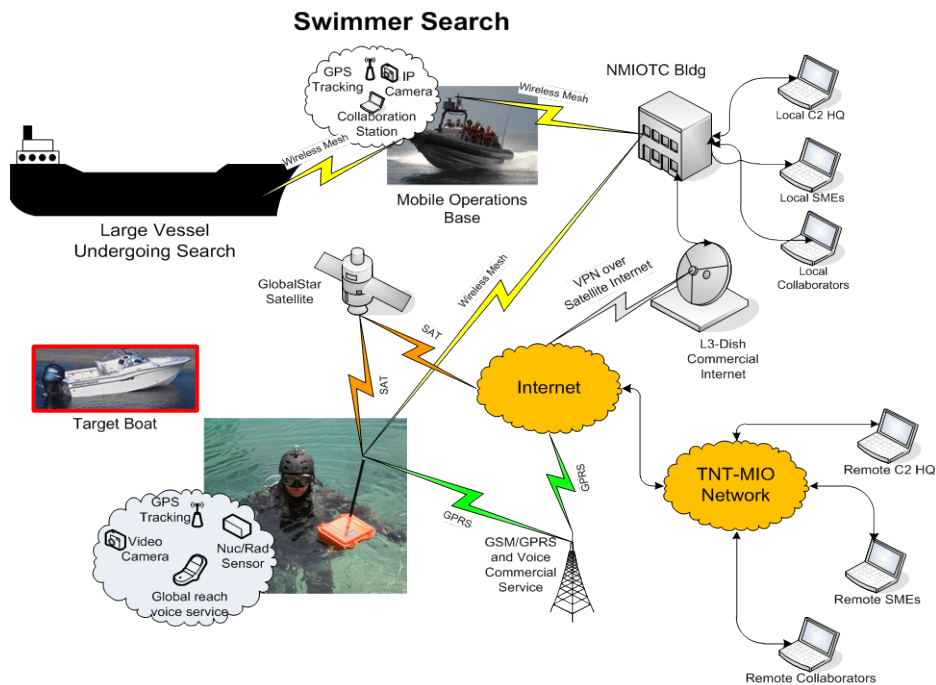 Swimmer Search
GPS
Tracking
IP
Camera
Collaboration
Station
Wireless Mesh
Wireless Mesh
NMIOTC Bldg
Local C2 HQ
Local SMEs
Local
Collaborators
Mobile Operations
Base
Large Vessel
Undergoing Search
GlobalStar
Satellite
Wireless Mesh
VPN over
Satellite Internet
L3-Dish
Commercial
Internet
SAT
SAT
Internet
Target Boat
TNT-MIO
Network
Remote C2 HQ
GPRS
GPRS
GSM/GPRS
and Voice
Commercial
Service
GPS
Tracking
Video
Camera
Nuc/Rad
Sensor
Global reach
voice service
Remote SMEs
Remote Collaborators